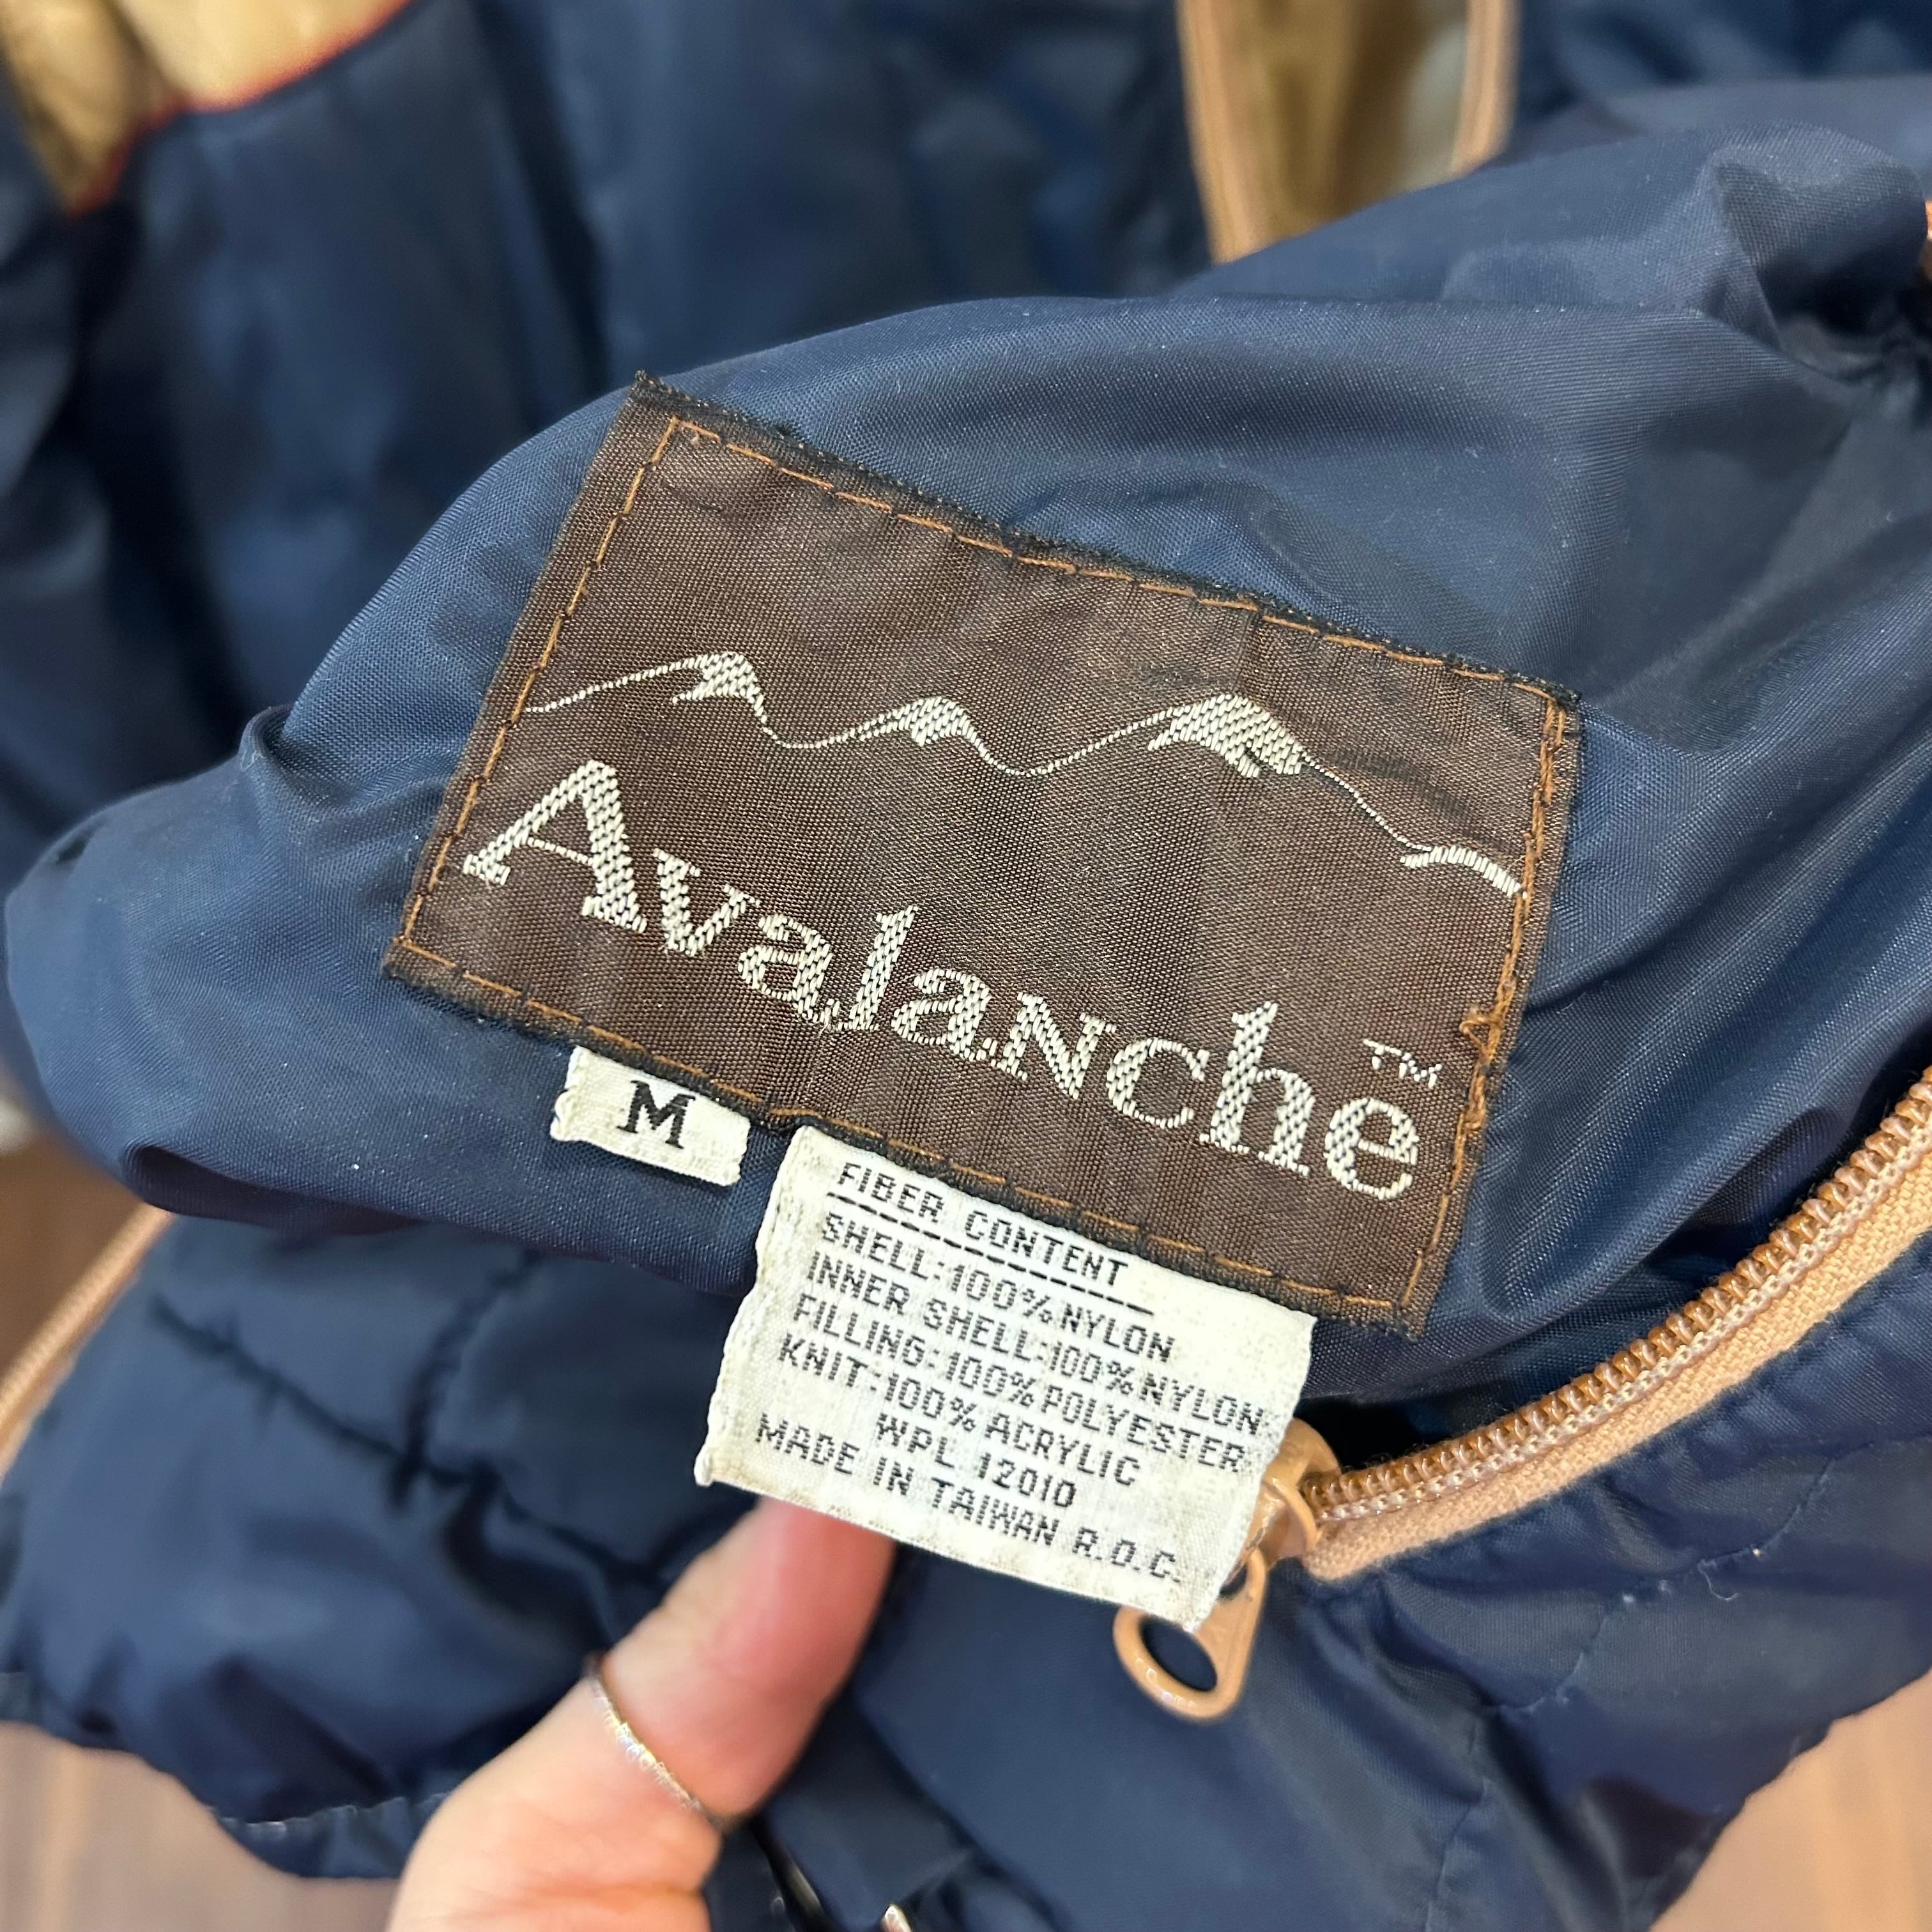 Avalanche™
M
FIBER CONTENT
SHELL:100%NYLON
INNER SHELL:100%NYLON
FILLING:100%POLYESTER
KNIT:100%ACRYLIC
WPL 12010
MADE IN TAIWAN R.O.C.